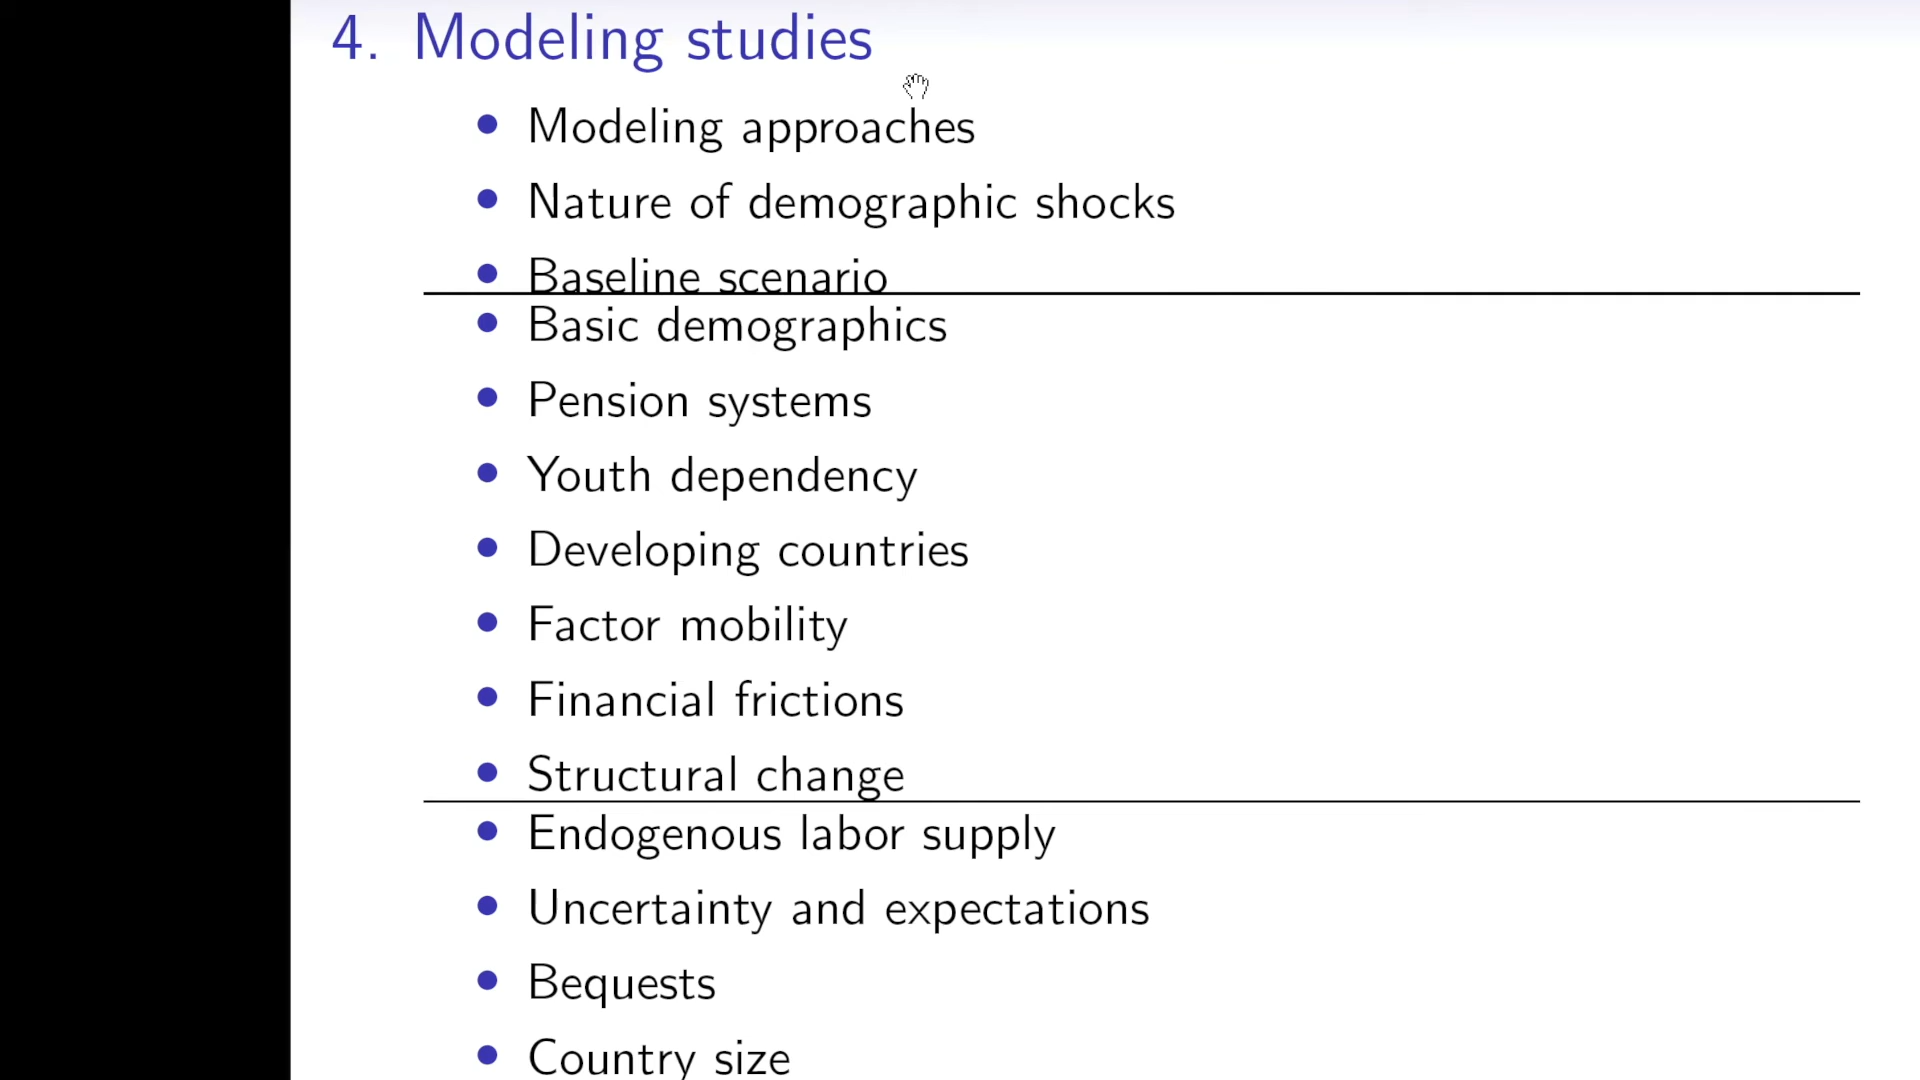 4. Modeling studies
• Modeling approaches
• Nature of demographic shocks
• Baseline scenario
• Basic demographics
• Pension systems
• Youth dependency
• Developing countries
• Factor mobility
• Financial frictions
• Structural change
• Endogenous labor supply
• Uncertainty and expectations
• Bequests
• Country size